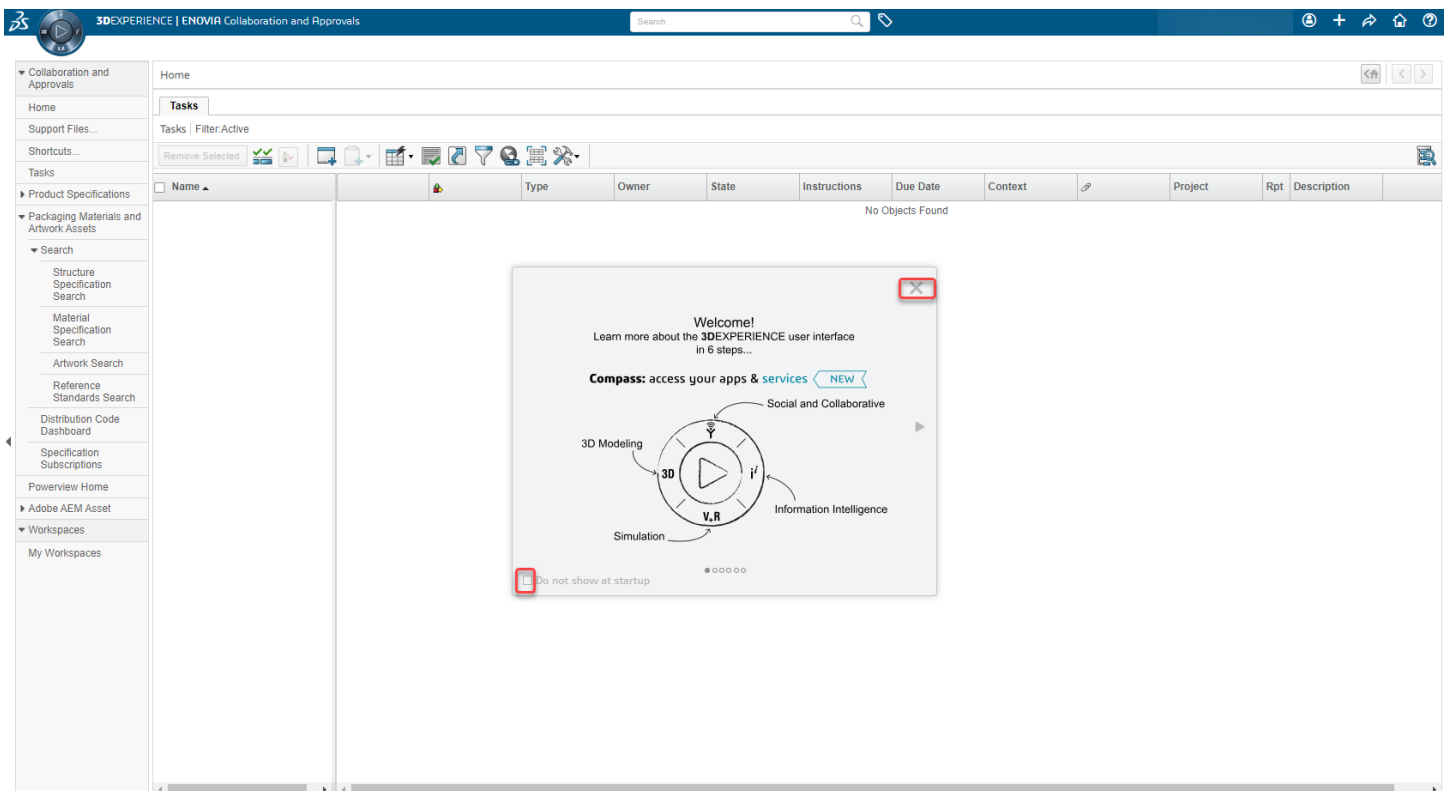 3DEXPERIENCE | ENOVIA Collaboration and Approvals
Search
Collaboration and
Approvals
Home
Support Files...
Shortcuts...
Tasks
Product Specifications
Packaging Materials and
Artwork Assets
Search
Structure
Specification
Search
Material
Specification
Search
Artwork Search
Reference
Standards Search
Distribution Code
Dashboard
Specification
Subscriptions
Powerview Home
Adobe AEM Asset
Workspaces
My Workspaces
Home
Tasks
Tasks | Filter:Active
Remove Selected
Name Type Owner State Instructions Due Date Context Project Rpt Description
No Objects Found
Welcome!
Learn more about the 3DEXPERIENCE user interface
in 6 steps...
Compass: access your apps & services NEW
Social and Collaborative
3D Modeling
3D
i
V+R
Information Intelligence
Simulation
Do not show at startup